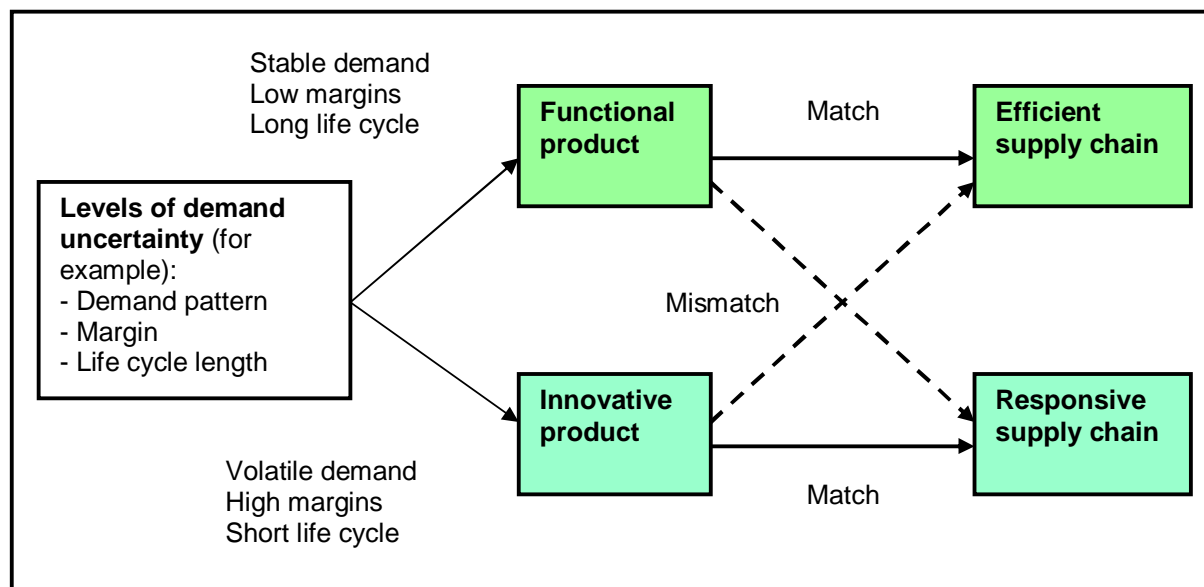 Stable demand
Low margins
Long life cycle
Functional
product
Match
Efficient
supply chain
Levels of demand
uncertainty (for
example):
- Demand pattern
- Margin
- Life cycle length
Mismatch
Innovative
product
Responsive
supply chain
Volatile demand
High margins
Short life cycle
Match